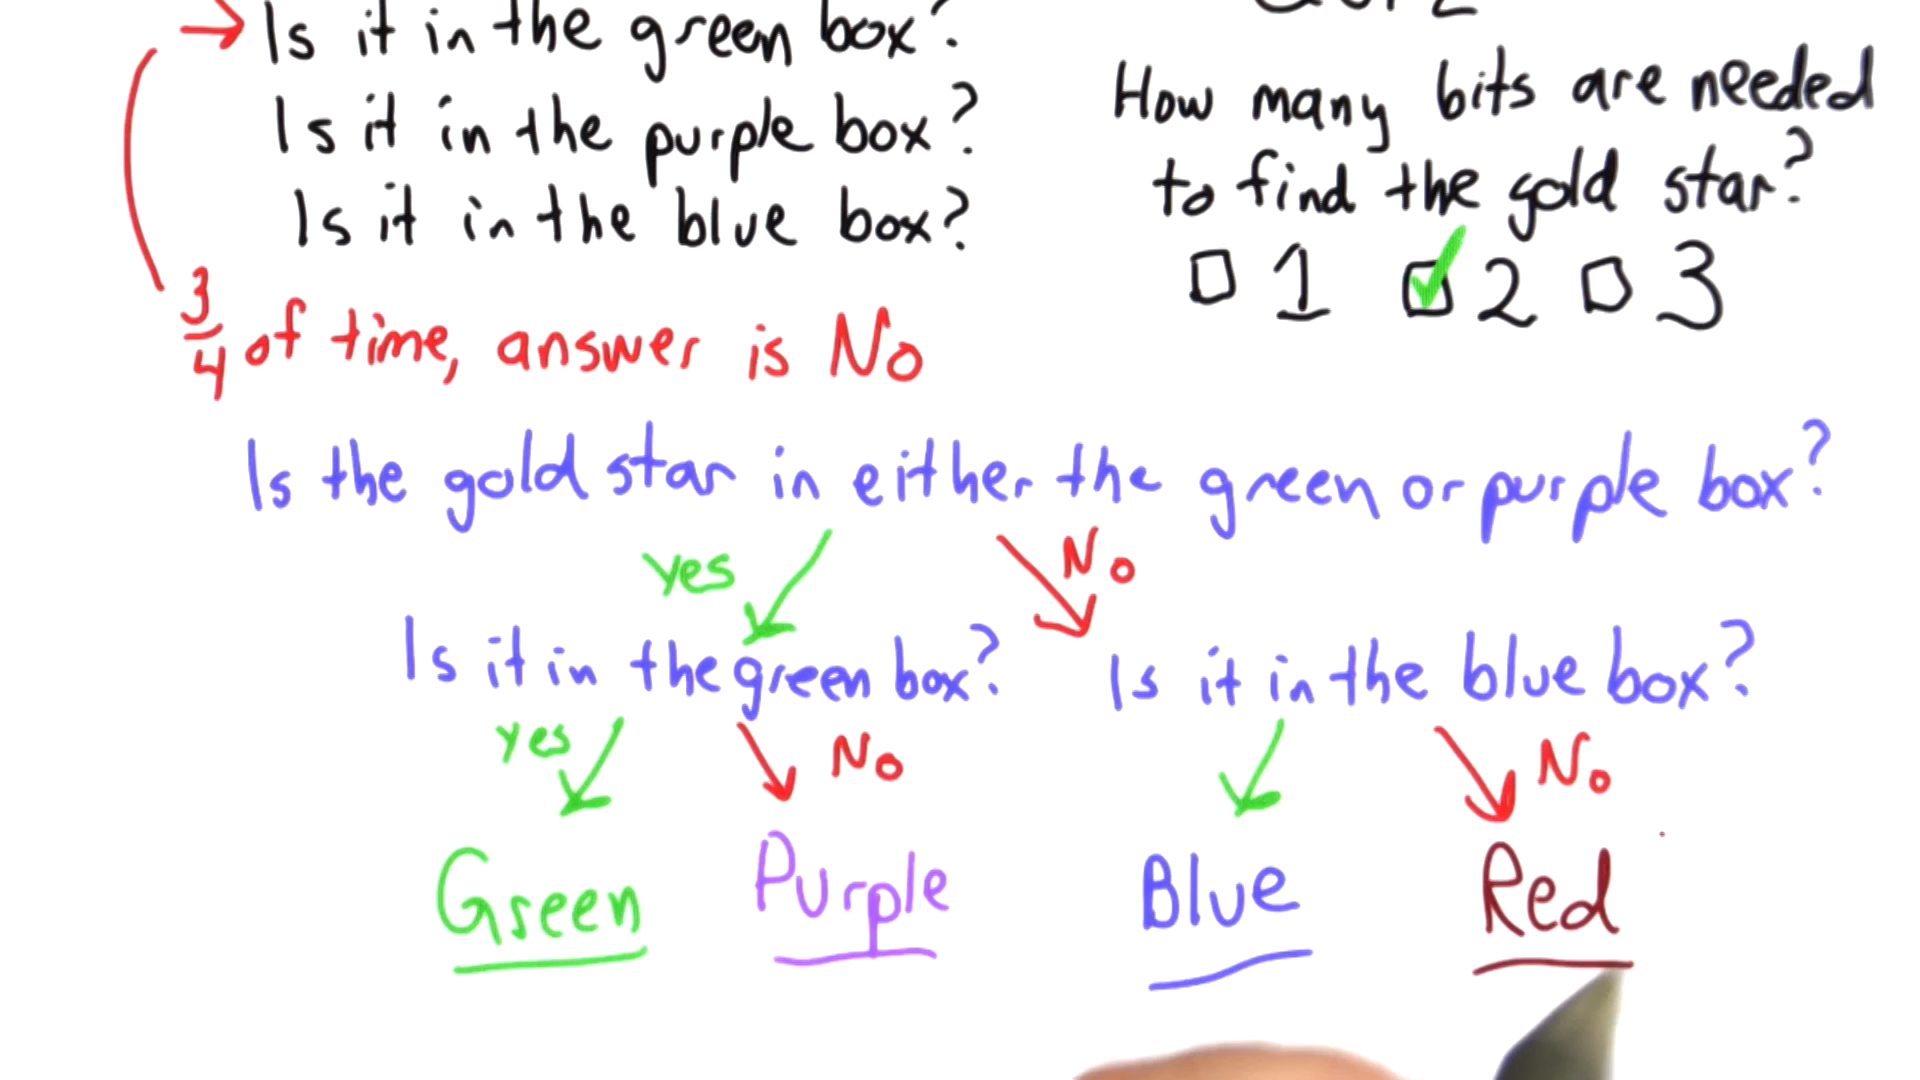 Is it in the green box?
Is it in the purple box?
Is it in the blue box?
3/4 of time, answer is No
How many bits are needed
to find the gold star?
1 2 3
Is the gold star in either the green or purple box?
yes No
Is it in the green box? Is it in the blue box?
yes No No
Green Purple Blue Red